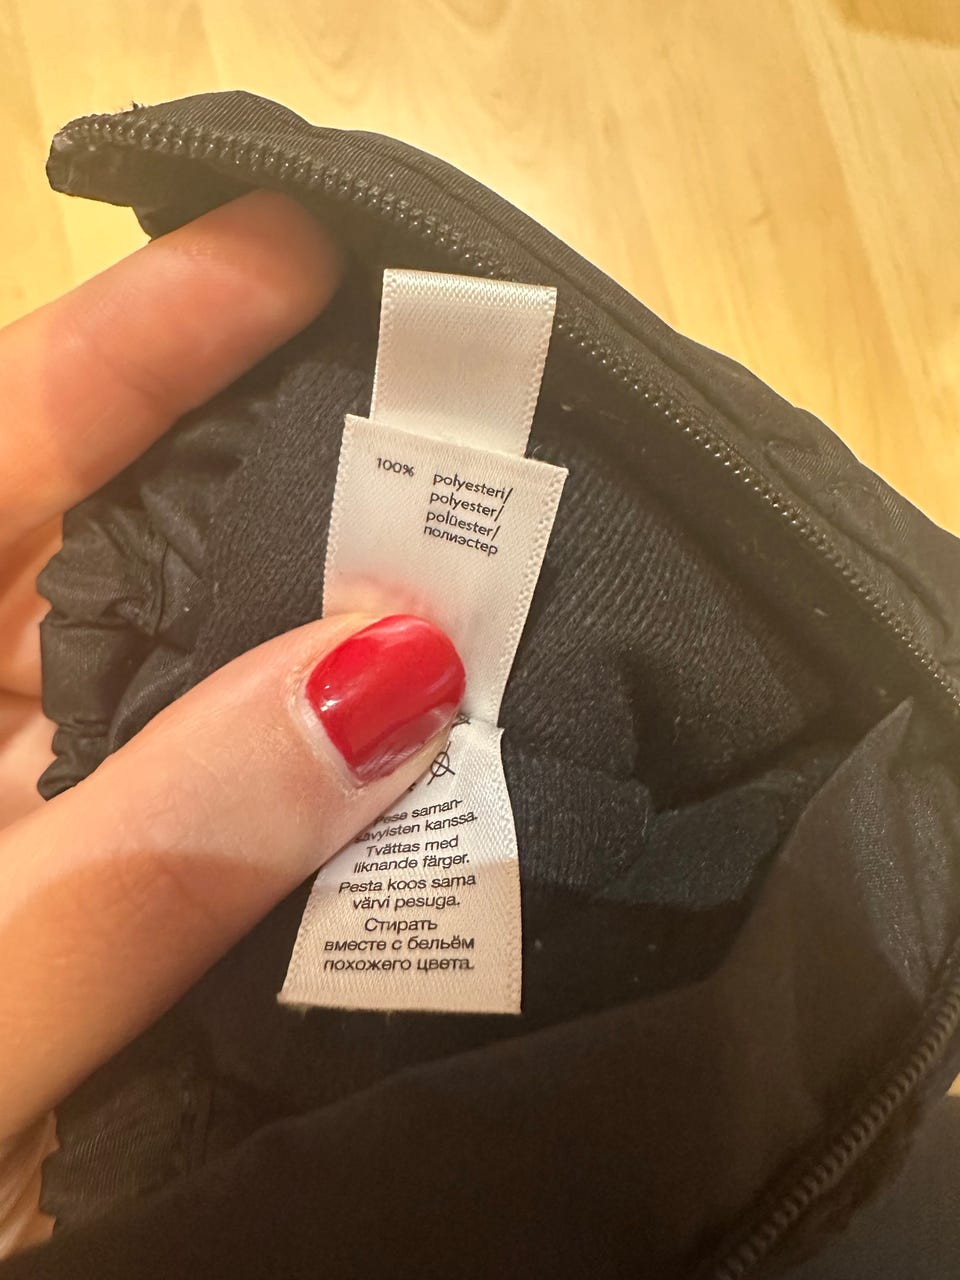 100% polyesteri/
polyester/
polüester/
полиэстер
Pese saman-
kanssa.
Tvättas med
liknande färger.
Pesta koos sama
värvi pesuga.
Стирать
вместе с бельём
похожего цвета.